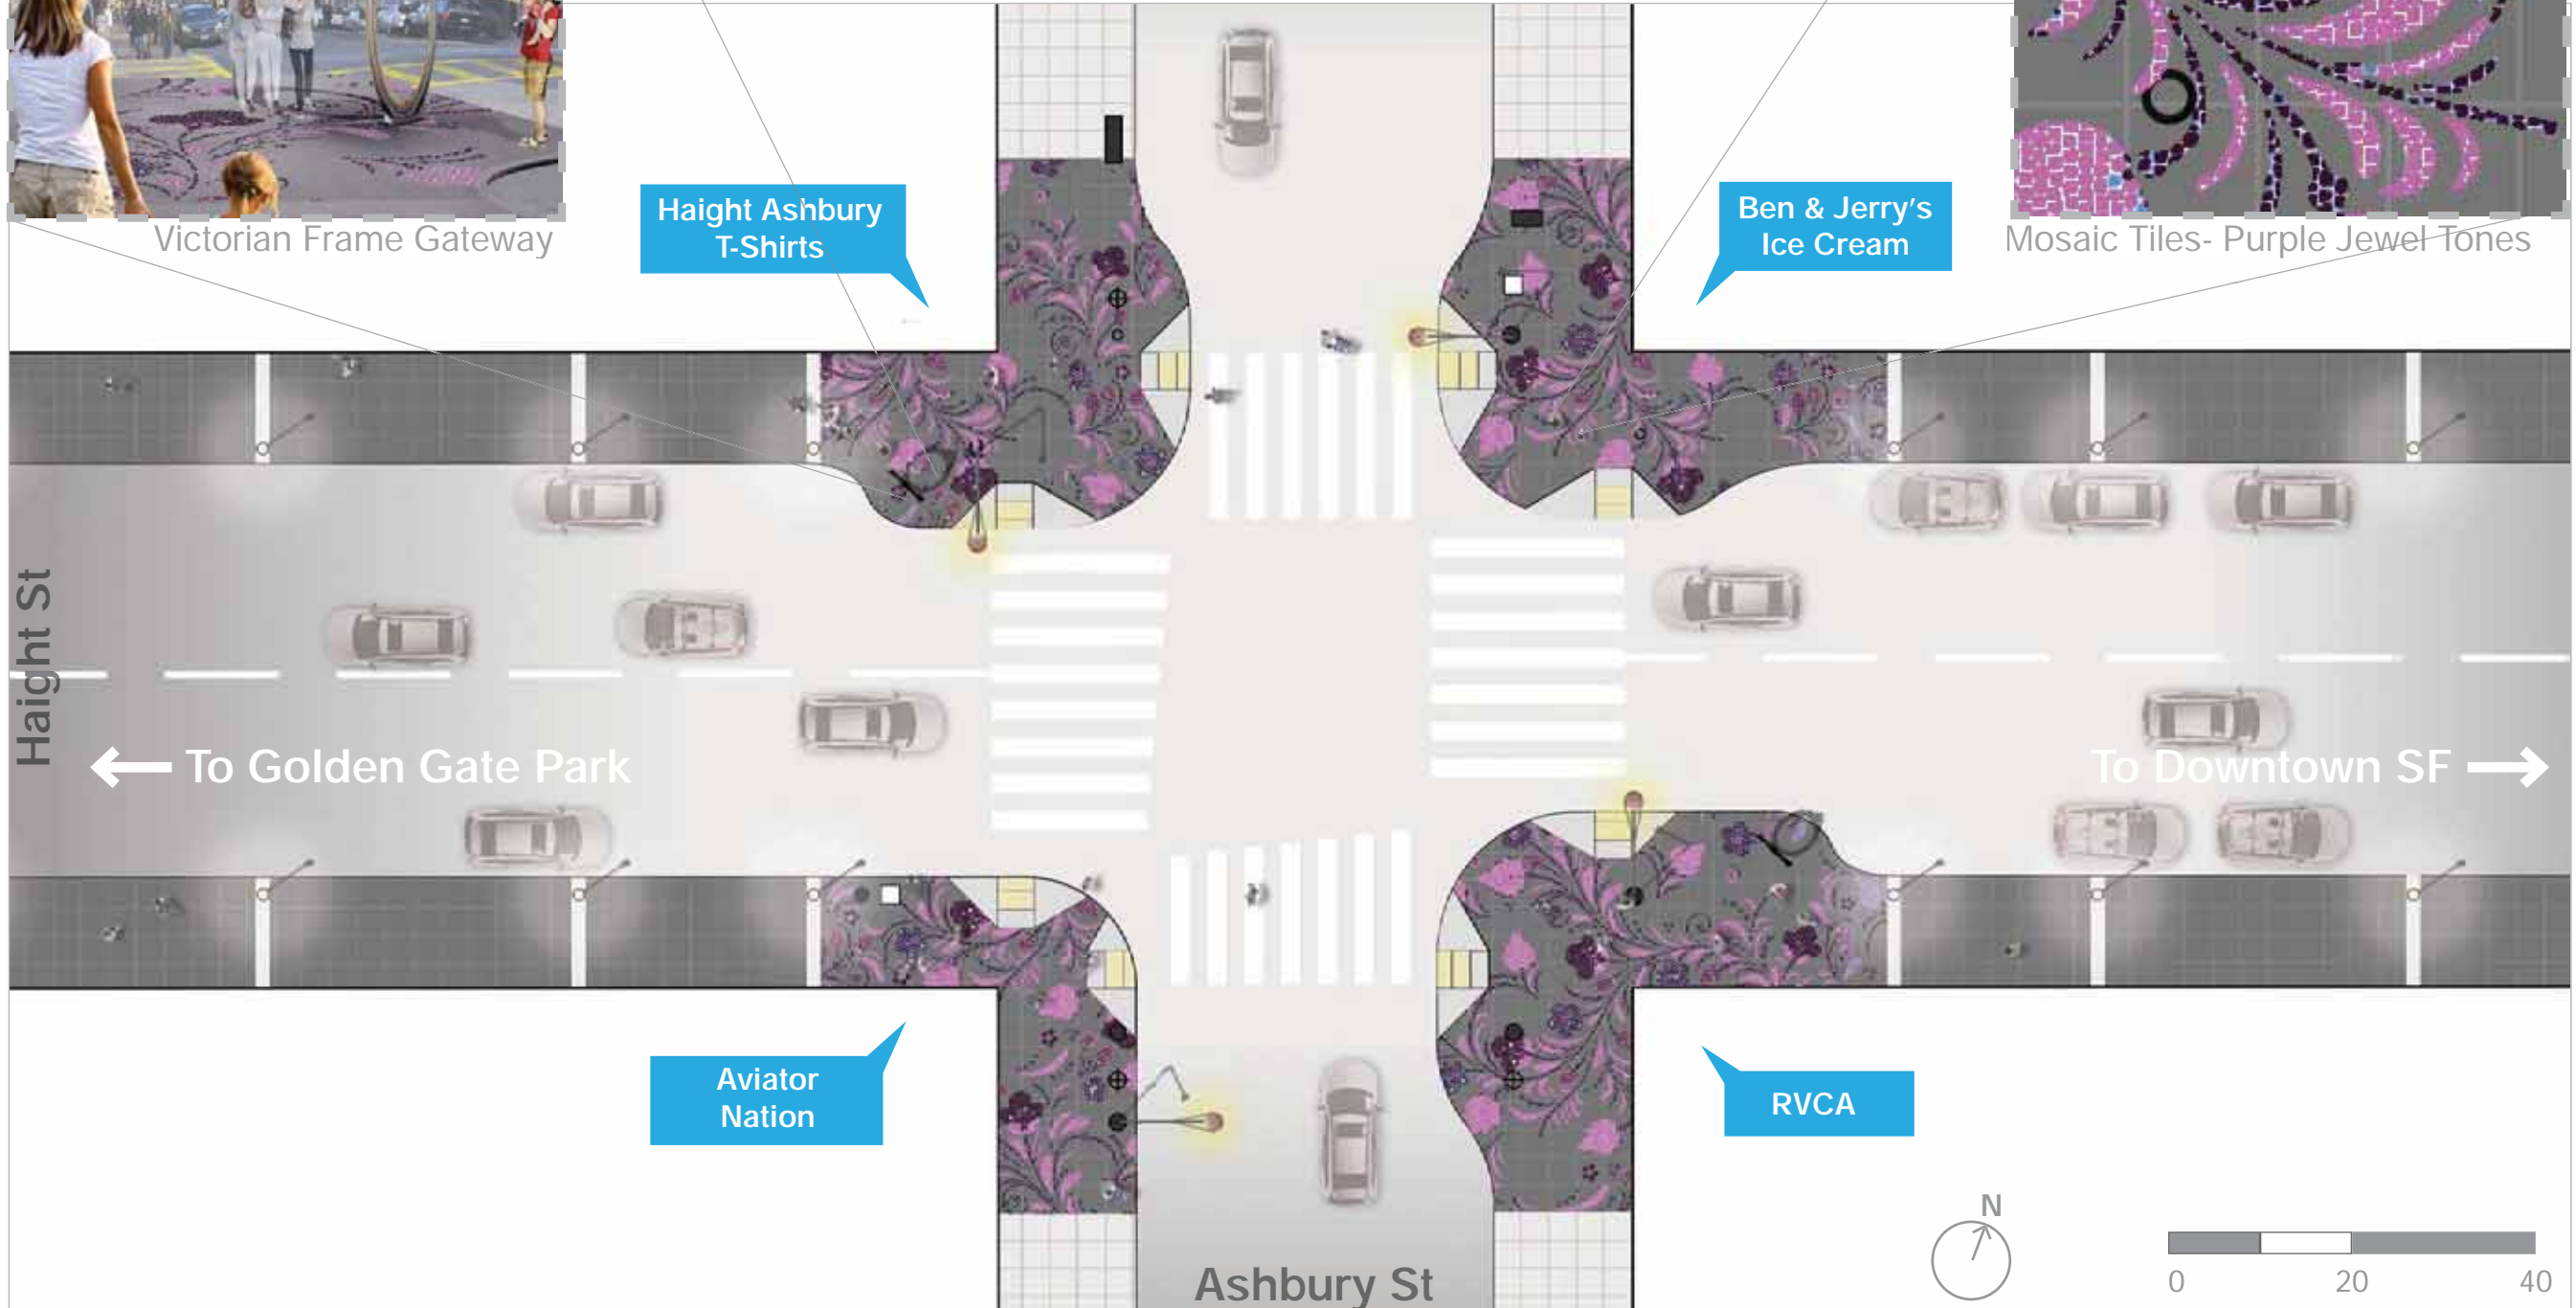 Victorian Frame Gateway
Haight Ashbury
T-Shirts
Ben & Jerry's
Ice Cream
Mosaic Tiles- Purple Jewel Tones
Haight St
To Golden Gate Park
To Downtown SF
Aviator
Nation
RVCA
N
0 20 40
Ashbury St